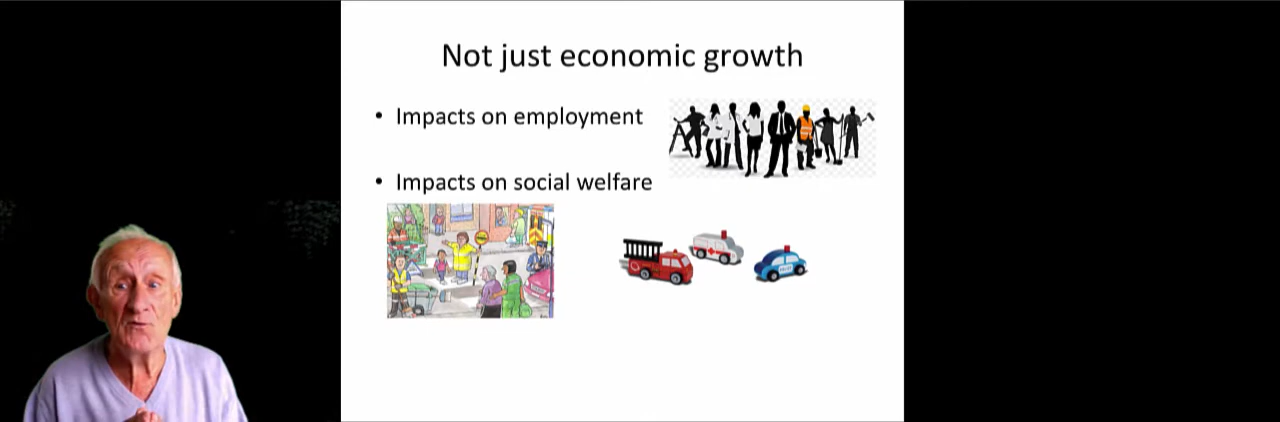 Not just economic growth
• Impacts on employment
• Impacts on social welfare